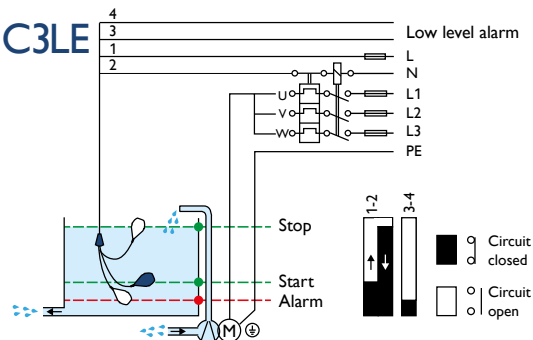 C3LE
4
3
Low level alarm
1
L
2
N
U
L1
V
L2
W
L3
PE
Stop
Start
Alarm
M
1-2
3-4
Circuit
closed
Circuit
open